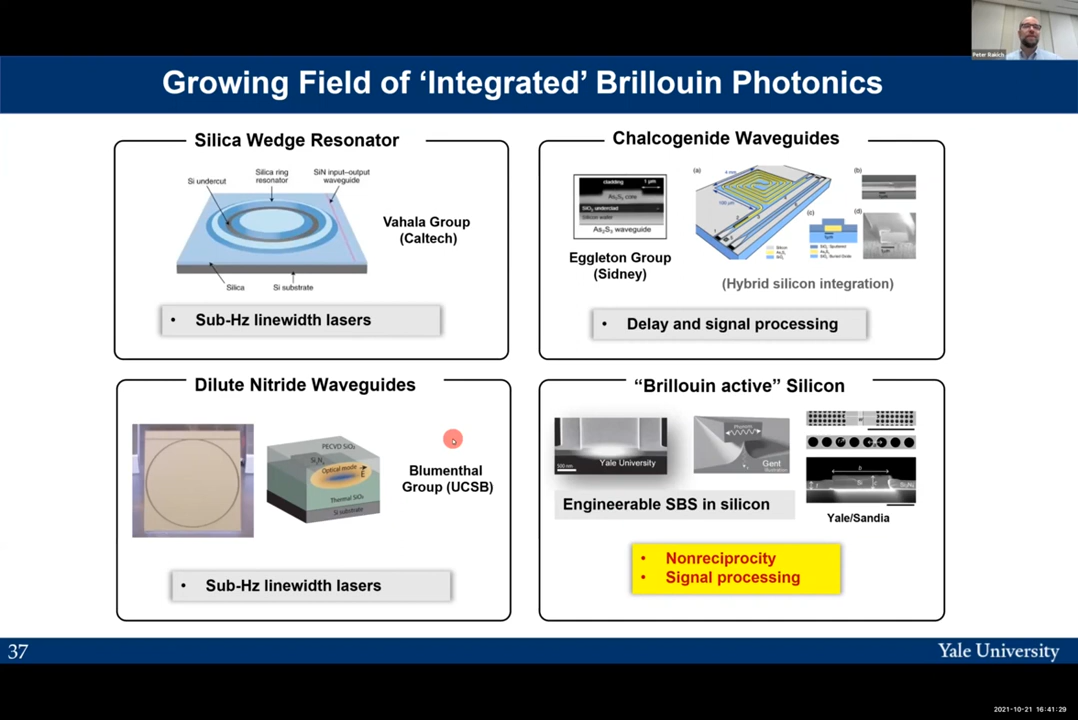 Peter Rakich
Growing Field of ‘Integrated’ Brillouin Photonics
Silica Wedge Resonator
Si undercut
Silica ring
resonator
SiN input–output
waveguide
Silica
Si substrate
Vahala Group
(Caltech)
• Sub-Hz linewidth lasers
Chalcogenide Waveguides
cladding
1 µm
As2S3 core
SiO2 underclad
Silicon wafer
As2S3 waveguide
Eggleton Group
(Sidney)
(a)
(b)
(c)
(d)
(Hybrid silicon integration)
• Delay and signal processing
Dilute Nitride Waveguides
PECVD SiO2
Optical mode
Thermal SiO2
Si substrate
Blumenthal
Group (UCSB)
• Sub-Hz linewidth lasers
“Brillouin active” Silicon
500 nm
Yale University
Phonons
Gent
Yale/Sandia
Engineerable SBS in silicon
• Nonreciprocity
• Signal processing
37
Yale University
2021-10-21 16:41:29